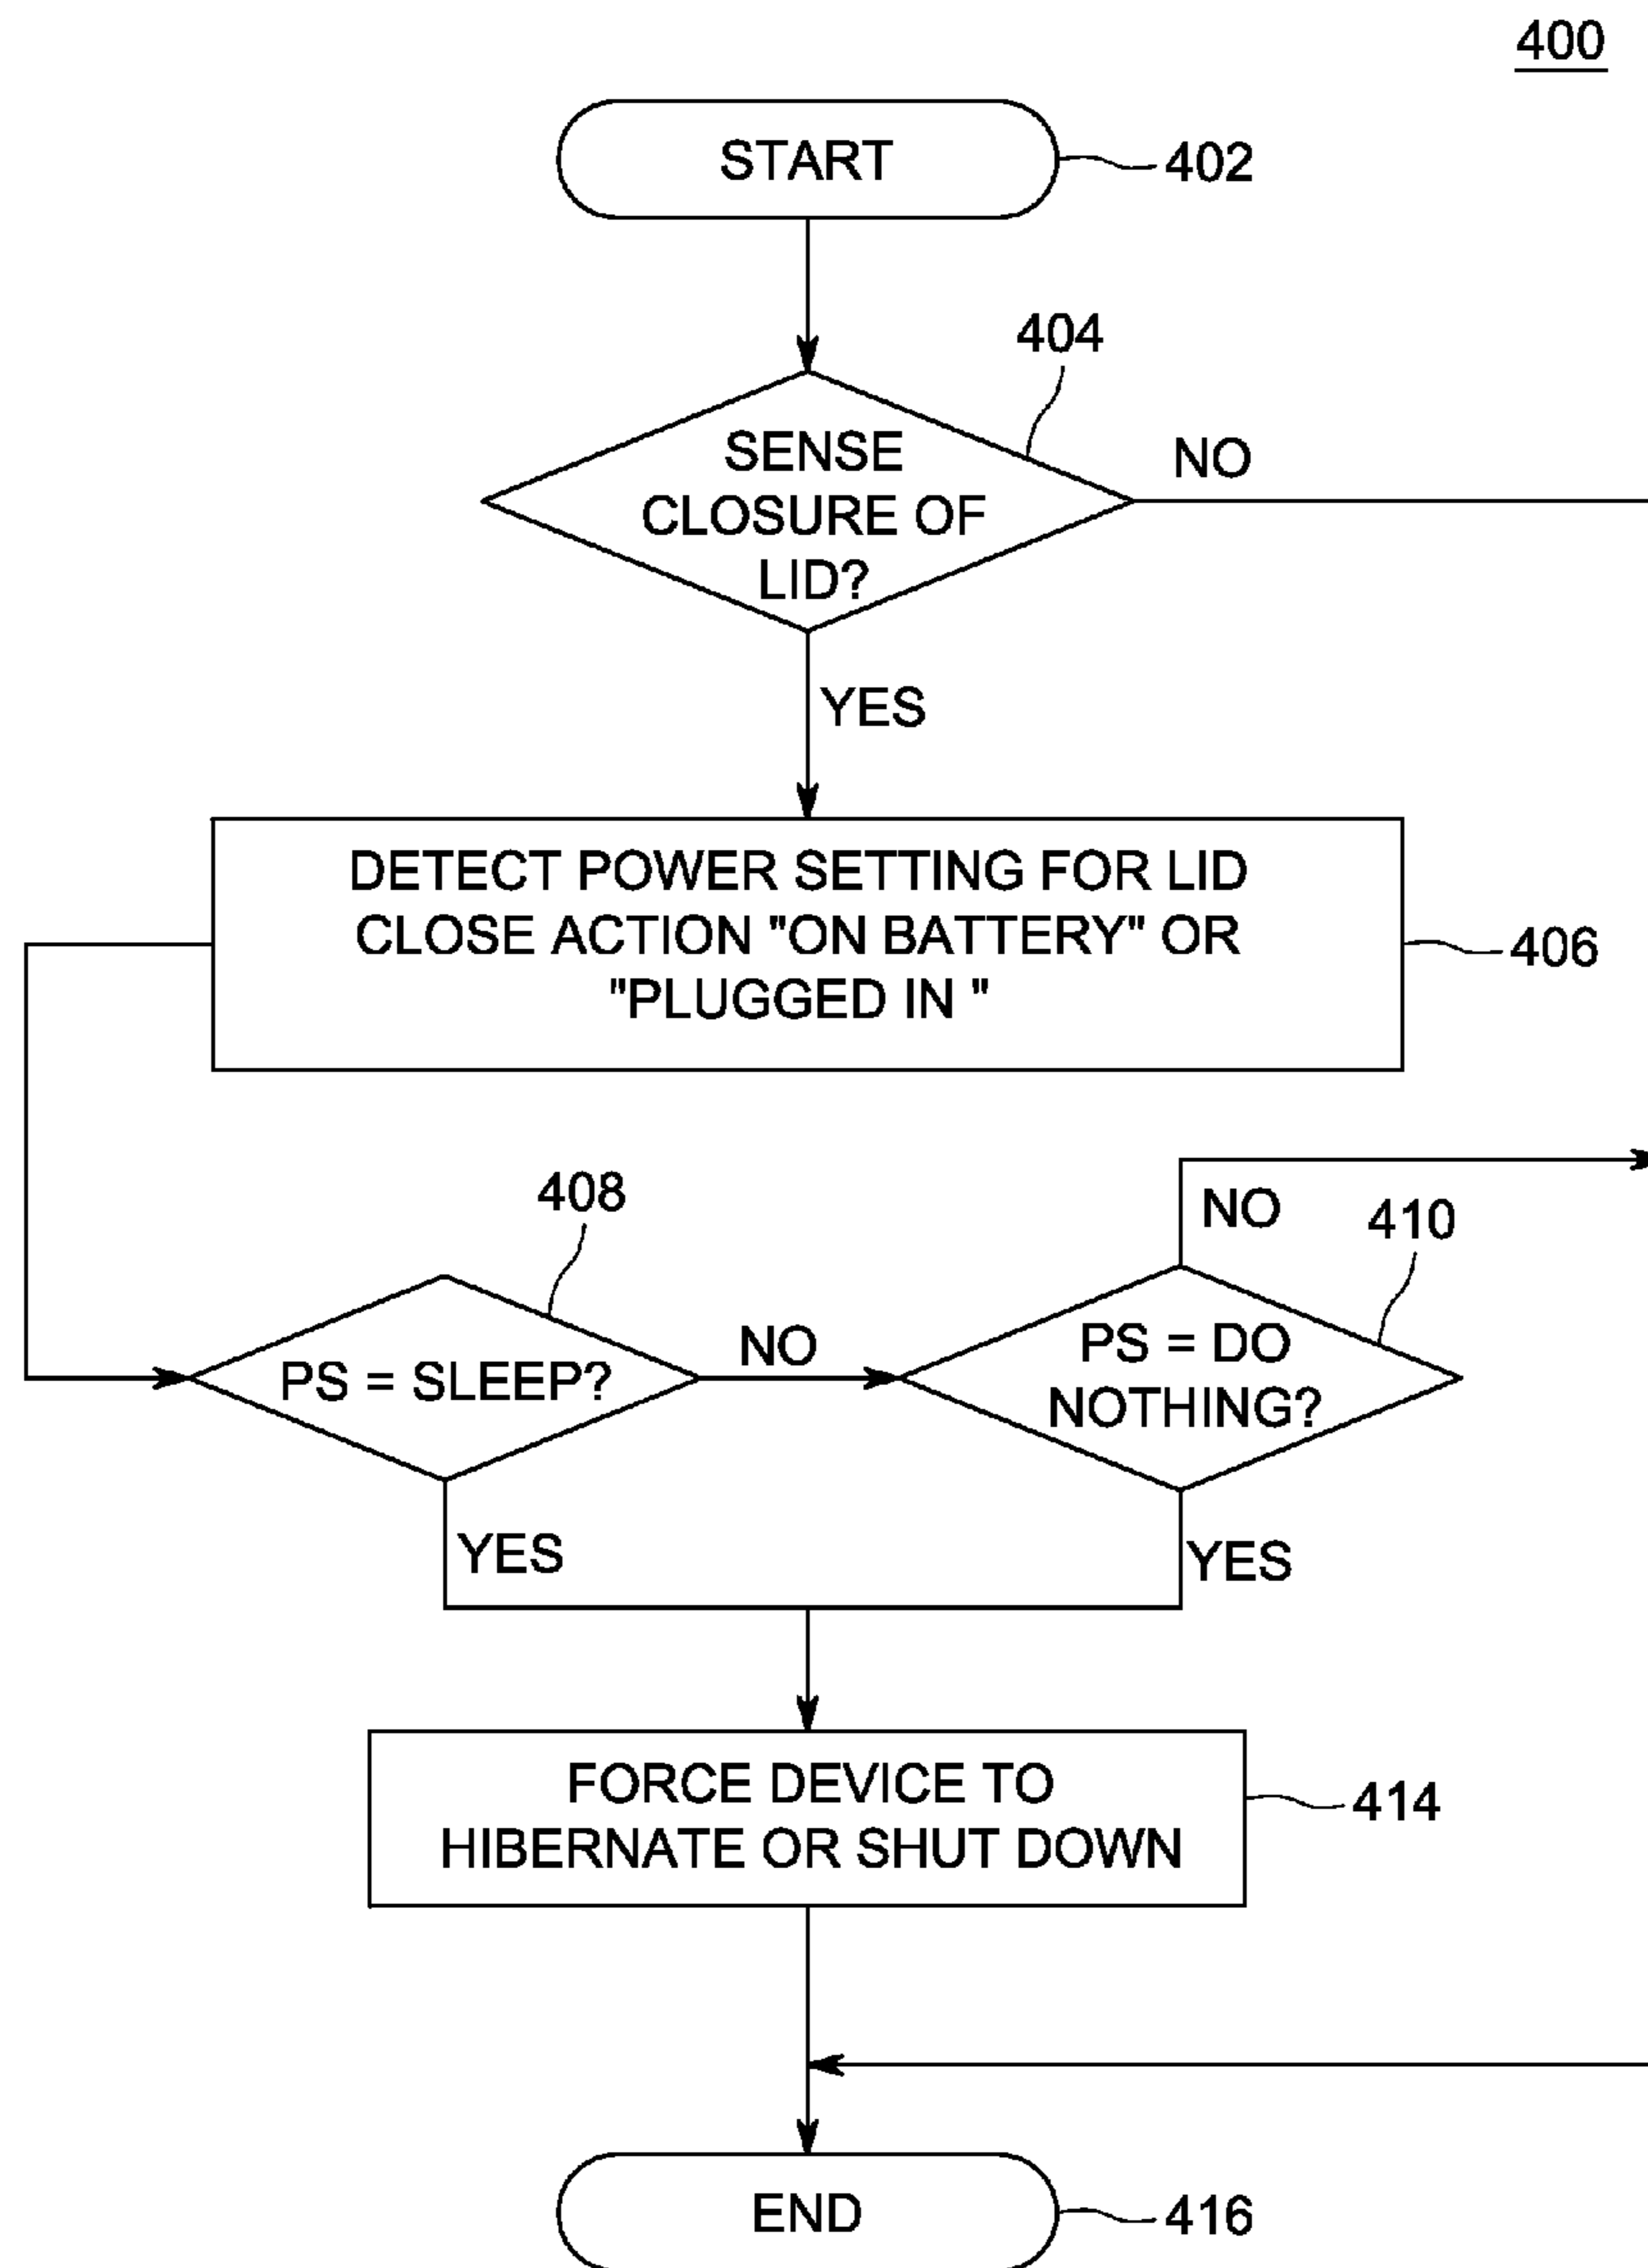 400
START
402
404
SENSE
CLOSURE OF
LID?
NO
YES
DETECT POWER SETTING FOR LID
CLOSE ACTION "ON BATTERY" OR
"PLUGGED IN "
406
408
PS = SLEEP?
NO
NO
410
PS = DO
NOTHING?
YES
YES
FORCE DEVICE TO
HIBERNATE OR SHUT DOWN
414
END
416